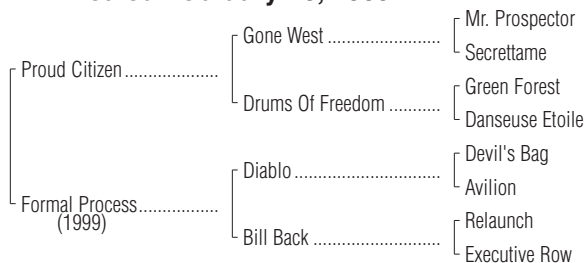 Mr. Prospector
Gone West
Secrettame
Proud Citizen
Green Forest
Drums Of Freedom
Danseuse Etoile
Devil's Bag
Diablo
Avilion
Formal Process
(1999)
Relaunch
Bill Back
Executive Row